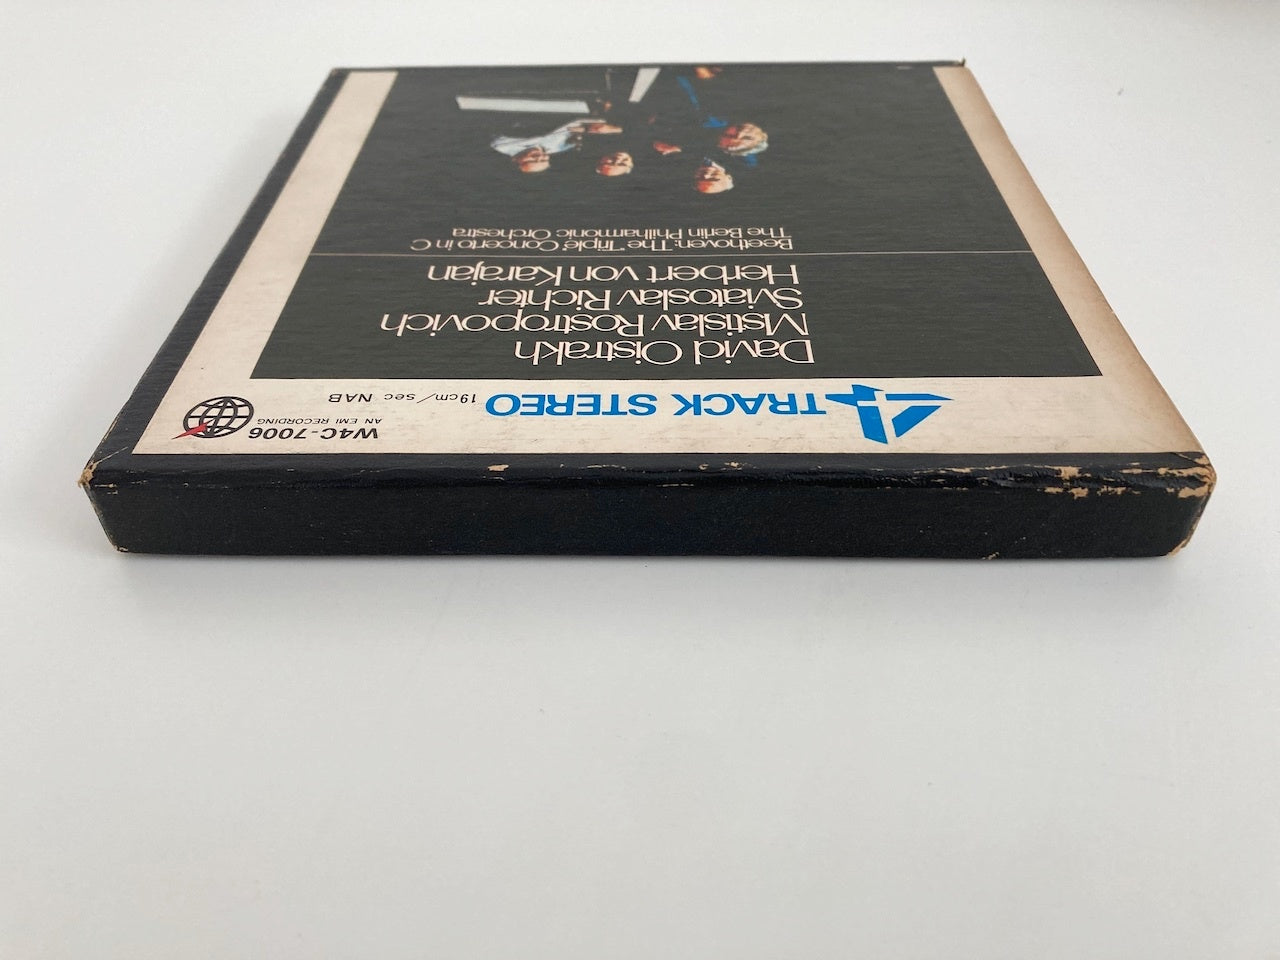 W4C-7006
AN EMI RECORDING
4 TRACK STEREO 19cm/sec NAB
David Oistrakh
Mstislav Rostropovich
Sviatoslav Richter
Herbert von Karajan
Beethoven: The "Triple" Concerto in C
The Berlin Philharmonic Orchestra